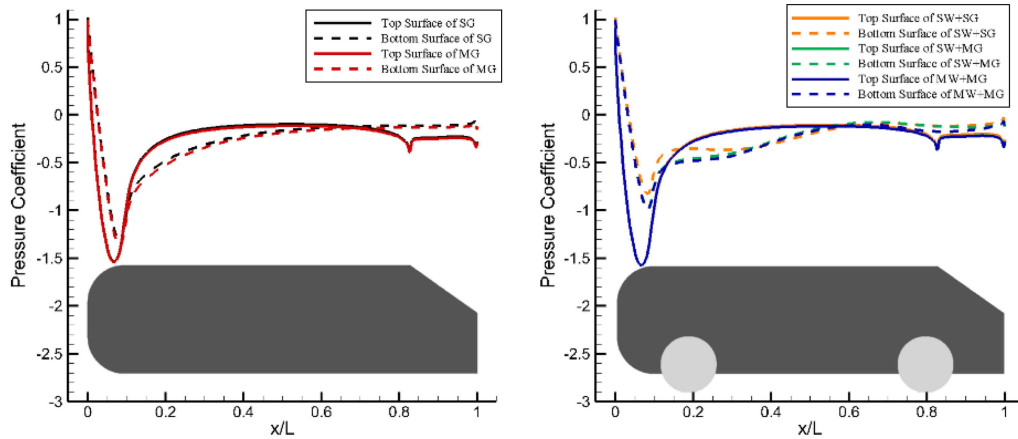 Top Surface of SG
Bottom Surface of SG
Top Surface of MG
Bottom Surface of MG
Pressure Coefficient
1
0.5
0
-0.5
-1
-1.5
-2
-2.5
-3
0
0.2
0.4
0.6
0.8
1
x/L
Top Surface of SW+SG
Bottom Surface of SW+SG
Top Surface of SW+MG
Bottom Surface of SW+MG
Top Surface of MW+MG
Bottom Surface of MW+MG
Pressure Coefficient
1
0.5
0
-0.5
-1
-1.5
-2
-2.5
-3
0
0.2
0.4
0.6
0.8
1
x/L